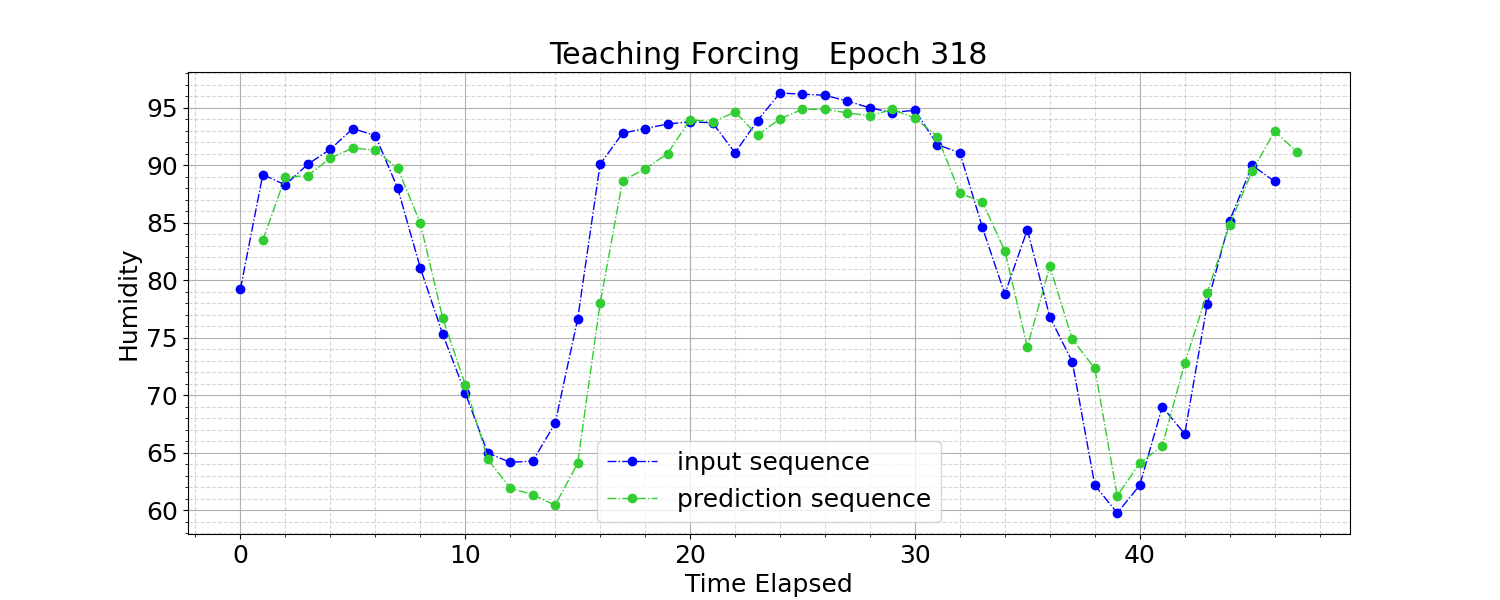 Teaching Forcing   Epoch 318
Humidity
95
90
85
80
75
70
65
60
input sequence
prediction sequence
0 10 20 30 40
Time Elapsed